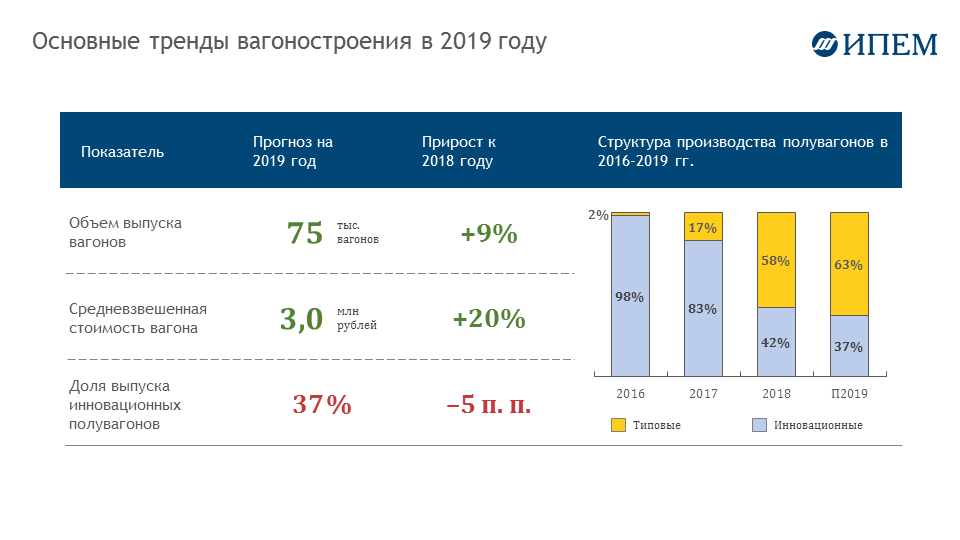 Основные тренды вагоностроения в 2019 году
ИПЕМ
Показатель
Прогноз на
2019 год
Прирост к
2018 году
Структура производства полувагонов в
2016-2019 гг.
Объем выпуска
вагонов
75
тыс.
вагонов
+9%
Средневзвешенная
стоимость вагона
3,0
млн
рублей
+20%
Доля выпуска
инновационных
полувагонов
37%
–5 п. п.
2%
17%
58%
63%
98%
83%
42%
37%
2016
2017
2018
П2019
Типовые
Инновационные